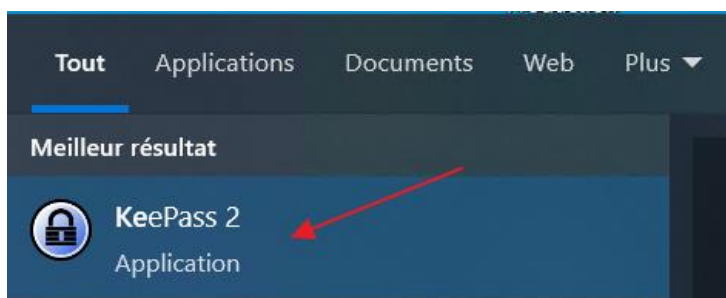 Tout Applications Documents Web Plus
Meilleur résultat
KeePass 2
Application